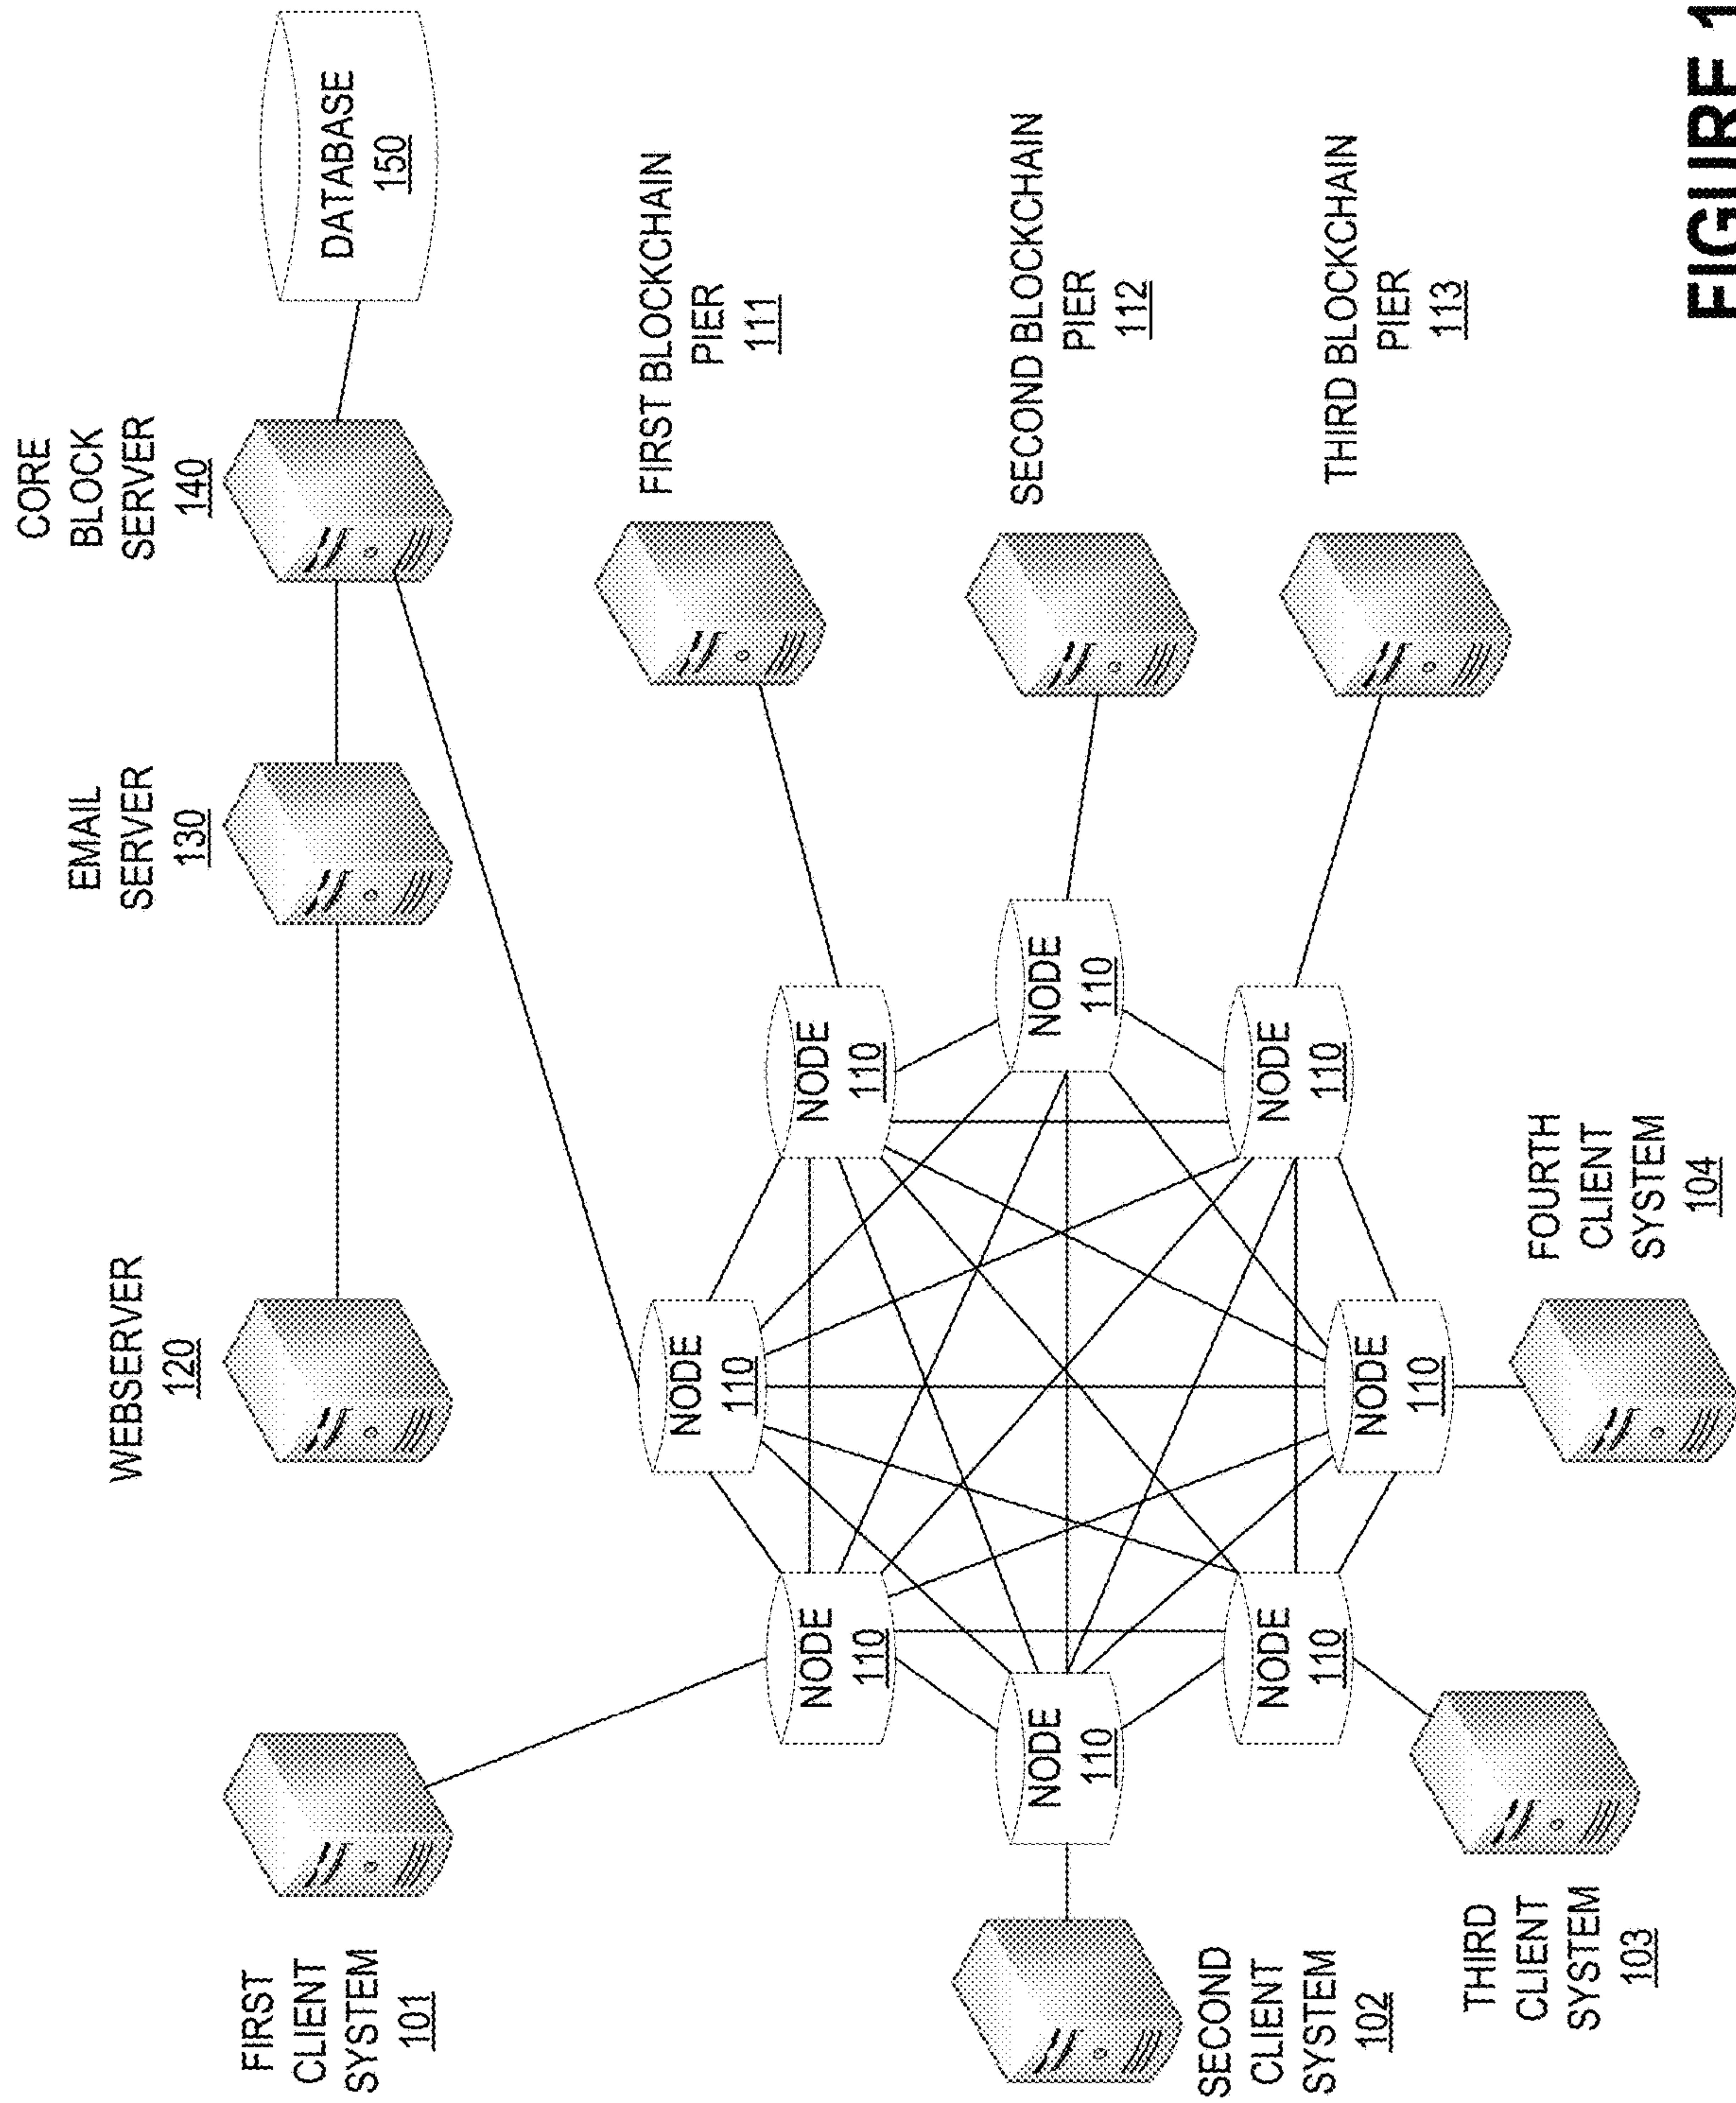 CORE
BLOCK
SERVER
140
EMAIL
SERVER
130
WEBSERVER
120
DATABASE
150
FIRST
CLIENT
SYSTEM
101
FIRST BLOCKCHAIN
PIER
111
NODE
110
NODE
110
NODE
110
SECOND BLOCKCHAIN
PIER
112
NODE
110
NODE
110
SECOND
CLIENT
SYSTEM
102
THIRD BLOCKCHAIN
PIER
113
NODE
110
NODE
110
NODE
110
THIRD
CLIENT
SYSTEM
103
FOURTH
CLIENT
SYSTEM
104
FIGURE 1